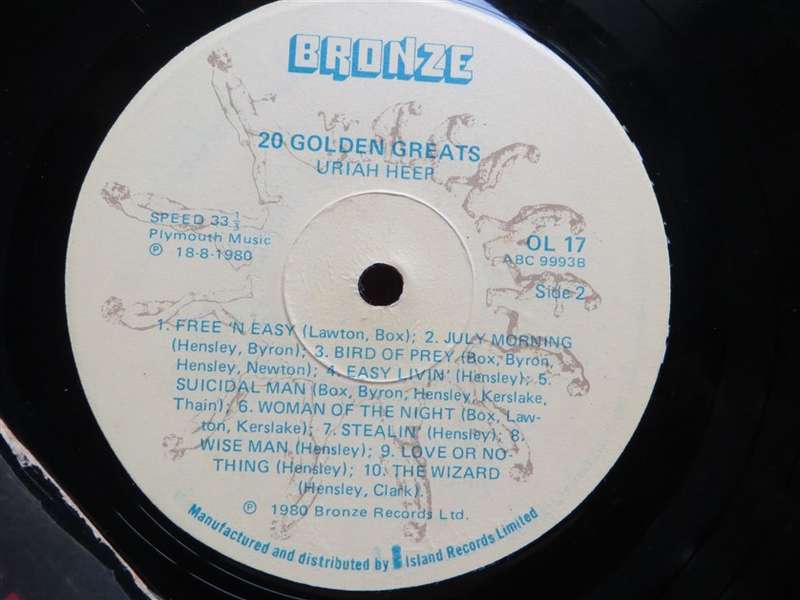 BRONZE
20 GOLDEN GREATS
URIAH HEEP
SPEED 33 1/3
Plymouth Music
Ⓟ 18-8-1980
OL 17
ABC 9993B
Side 2
1. FREE 'N EASY (Lawton, Box); 2. JULY MORNING
(Hensley, Byron); 3. BIRD OF PREY (Box, Byron,
Hensley, Newton); 4. EASY LIVIN' (Hensley); 5.
SUICIDAL MAN (Box, Byron, Hensley, Kerslake,
Thain); 6. WOMAN OF THE NIGHT (Box, Law-
ton, Kerslake); 7. STEALIN' (Hensley); 8.
WISE MAN (Hensley); 9. LOVE OR NO-
THING (Hensley); 10. THE WIZARD
(Hensley, Clark).
Ⓟ 1980 Bronze Records Ltd.
Manufactured and distributed by Island Records Limited